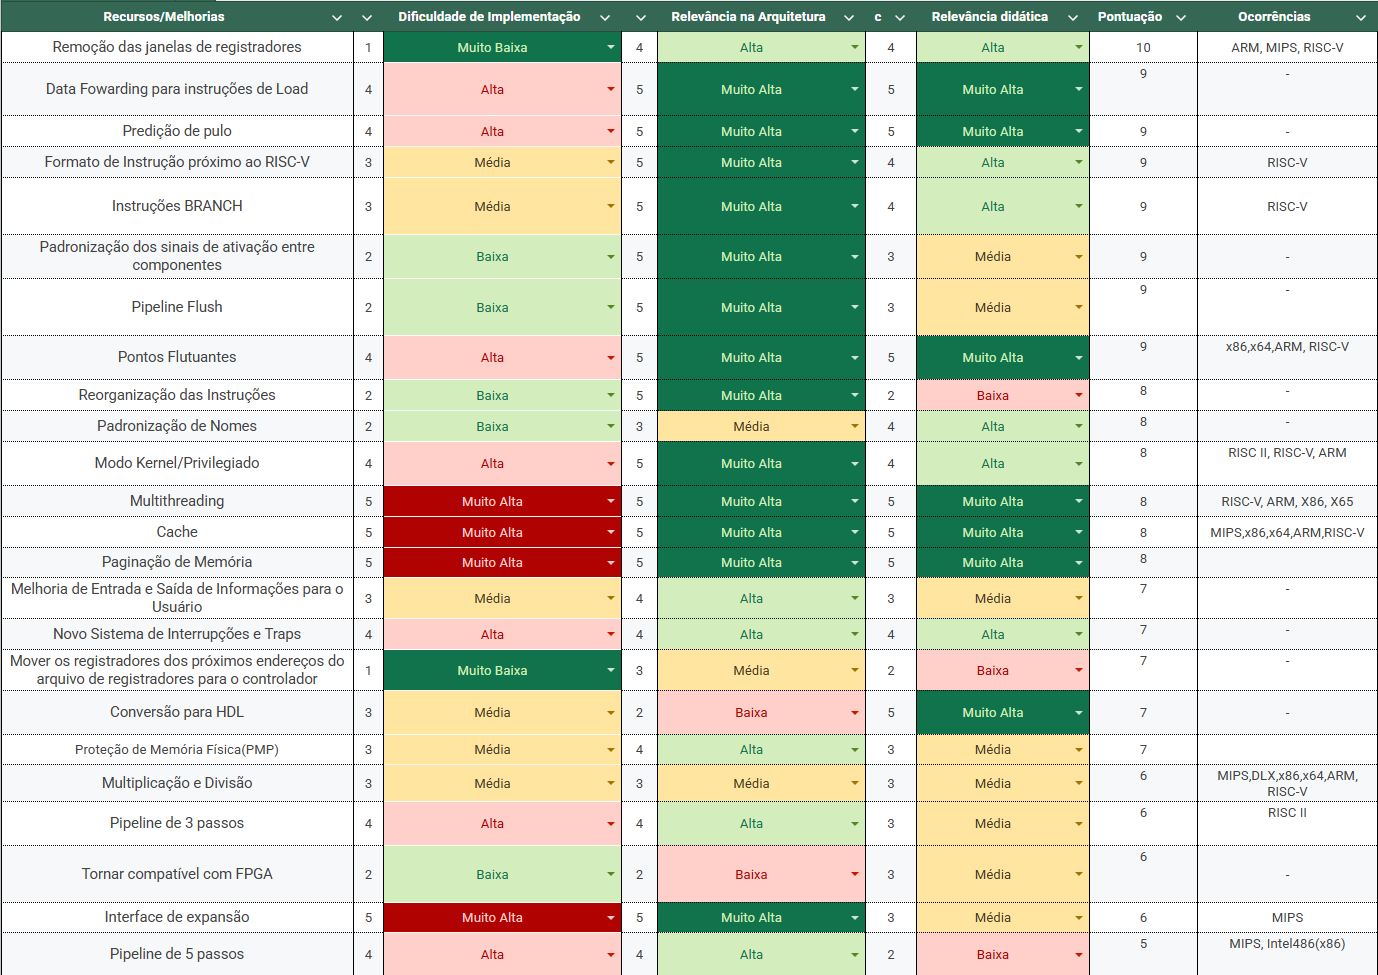 Recursos/Melhorias Dificuldade de Implementação Relevância na Arquitetura c Relevância didática Pontuação Ocorrências
Remoção das janelas de registradores 1 Muito Baixa 4 Alta 4 Alta 10 ARM, MIPS, RISC-V
Data Fowarding para instruções de Load 4 Alta 5 Muito Alta 5 Muito Alta 9 -
Predição de pulo 4 Alta 5 Muito Alta 5 Muito Alta 9 -
Formato de Instrução próximo ao RISC-V 3 Média 5 Muito Alta 4 Alta 9 RISC-V
Instruções BRANCH 3 Média 5 Muito Alta 4 Alta 9 RISC-V
Padronização dos sinais de ativação entre
componentes 2 Baixa 5 Muito Alta 3 Média 9 -
Pipeline Flush 2 Baixa 5 Muito Alta 3 Média 9 -
Pontos Flutuantes 4 Alta 5 Muito Alta 5 Muito Alta 9 x86,x64,ARM, RISC-V
Reorganização das Instruções 2 Baixa 5 Muito Alta 2 Baixa 8 -
Padronização de Nomes 2 Baixa 3 Média 4 Alta 8 -
Modo Kernel/Privilegiado 4 Alta 5 Muito Alta 4 Alta 8 RISC II, RISC-V, ARM
Multithreading 5 Muito Alta 5 Muito Alta 5 Muito Alta 8 RISC-V, ARM, X86, X65
Cache 5 Muito Alta 5 Muito Alta 5 Muito Alta 8 MIPS,x86,x64,ARM,RISC-V
Paginação de Memória 5 Muito Alta 5 Muito Alta 5 Muito Alta 8
Melhoria de Entrada e Saída de Informações para o
Usuário 3 Média 4 Alta 3 Média 7 -
Novo Sistema de Interrupções e Traps 4 Alta 4 Alta 4 Alta 7 -
Mover os registradores dos próximos endereços do
arquivo de registradores para o controlador 1 Muito Baixa 3 Média 2 Baixa 7 -
Conversão para HDL 3 Média 2 Baixa 5 Muito Alta 7 -
Proteção de Memória Física(PMP) 3 Média 4 Alta 3 Média 7
Multiplicação e Divisão 3 Média 3 Média 3 Média 6 MIPS,DLX,x86,x64,ARM,
RISC-V
Pipeline de 3 passos 4 Alta 4 Alta 3 Média 6 RISC II
Tornar compatível com FPGA 2 Baixa 2 Baixa 3 Média 6 -
Interface de expansão 5 Muito Alta 5 Muito Alta 3 Média 6 MIPS
Pipeline de 5 passos 4 Alta 4 Alta 2 Baixa 5 MIPS, Intel486(x86)